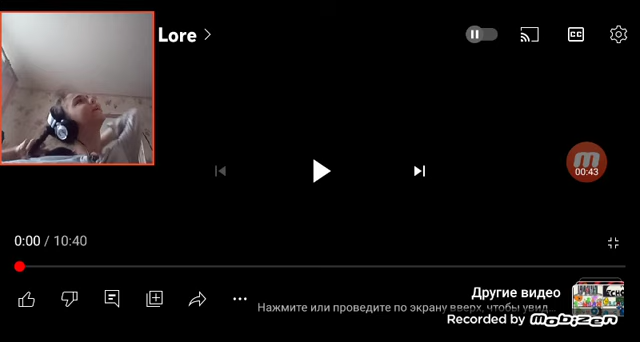 Lore
CC
00:43
0:00 / 10:40
Другие видео
Нажмите или проведите по экрану вверх, чтобы увид...
Recorded by mobizen